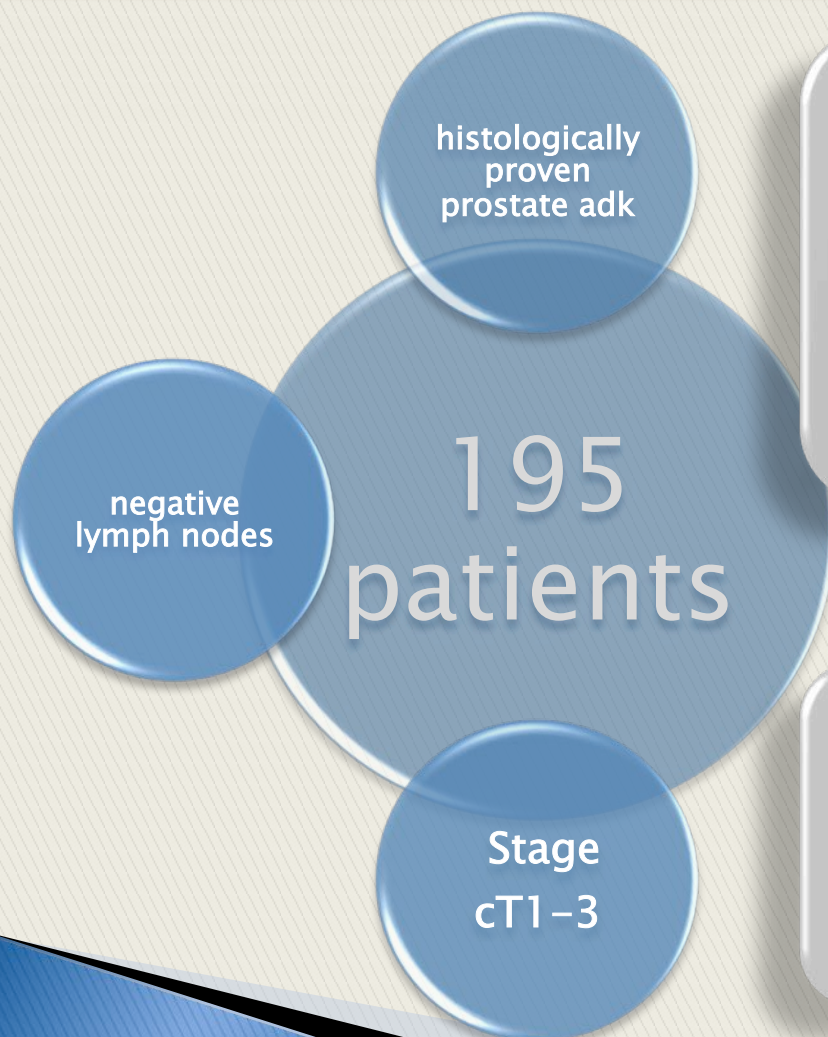 histologically
proven
prostate adk
negative
lymph nodes
195
patients
Stage
cT1-3